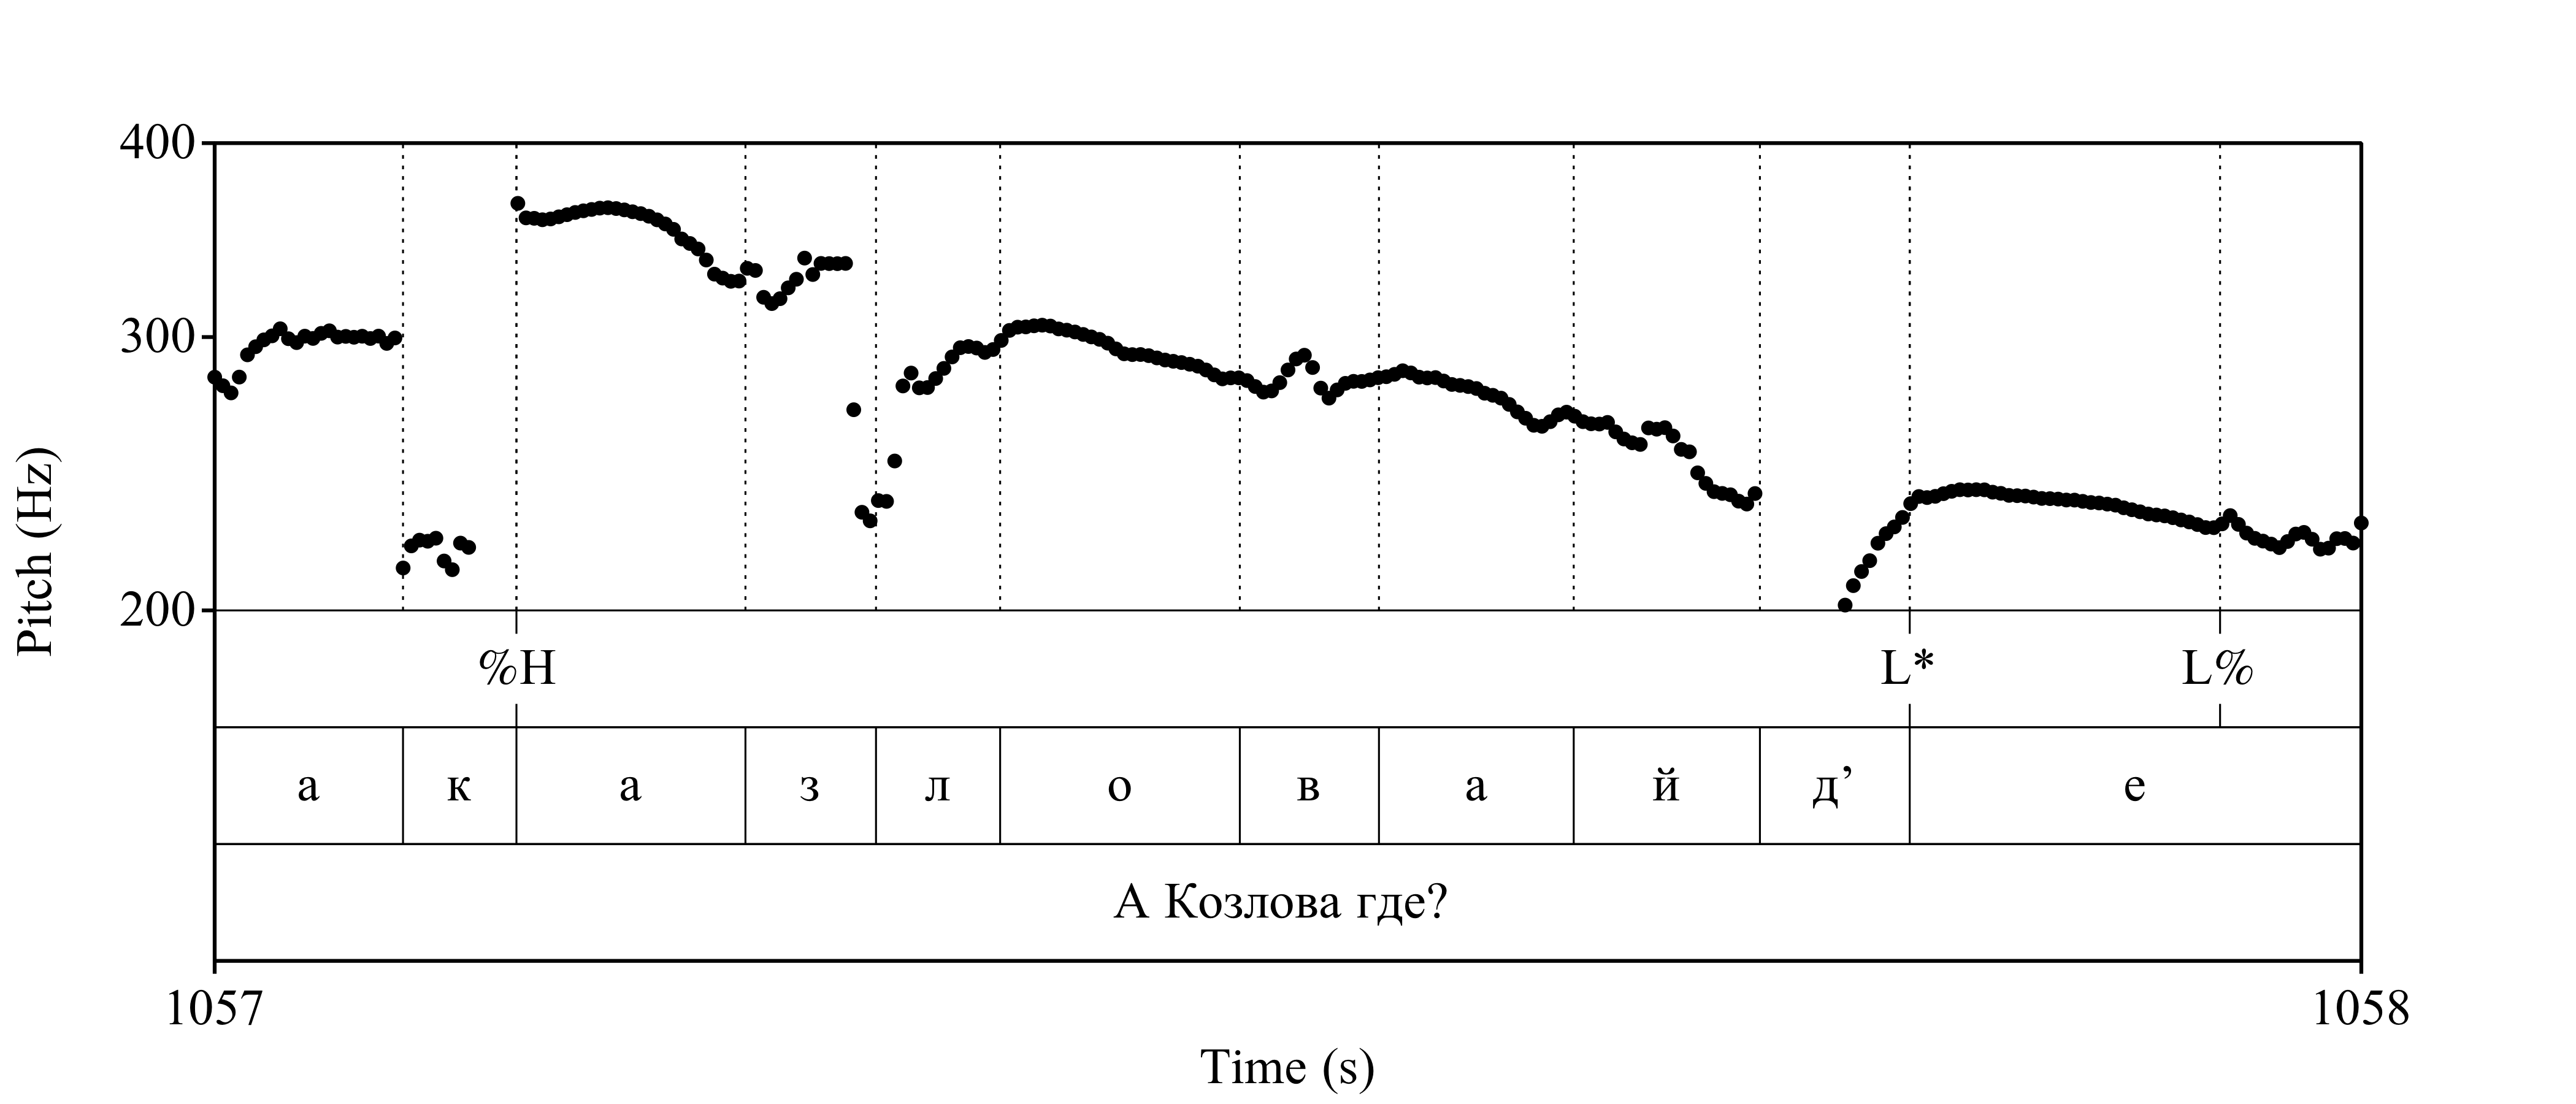 400
300
200
Pitch (Hz)
%H L* L%
а к а з л о в а й д’ е
А Козлова где?
1057 1058
Time (s)